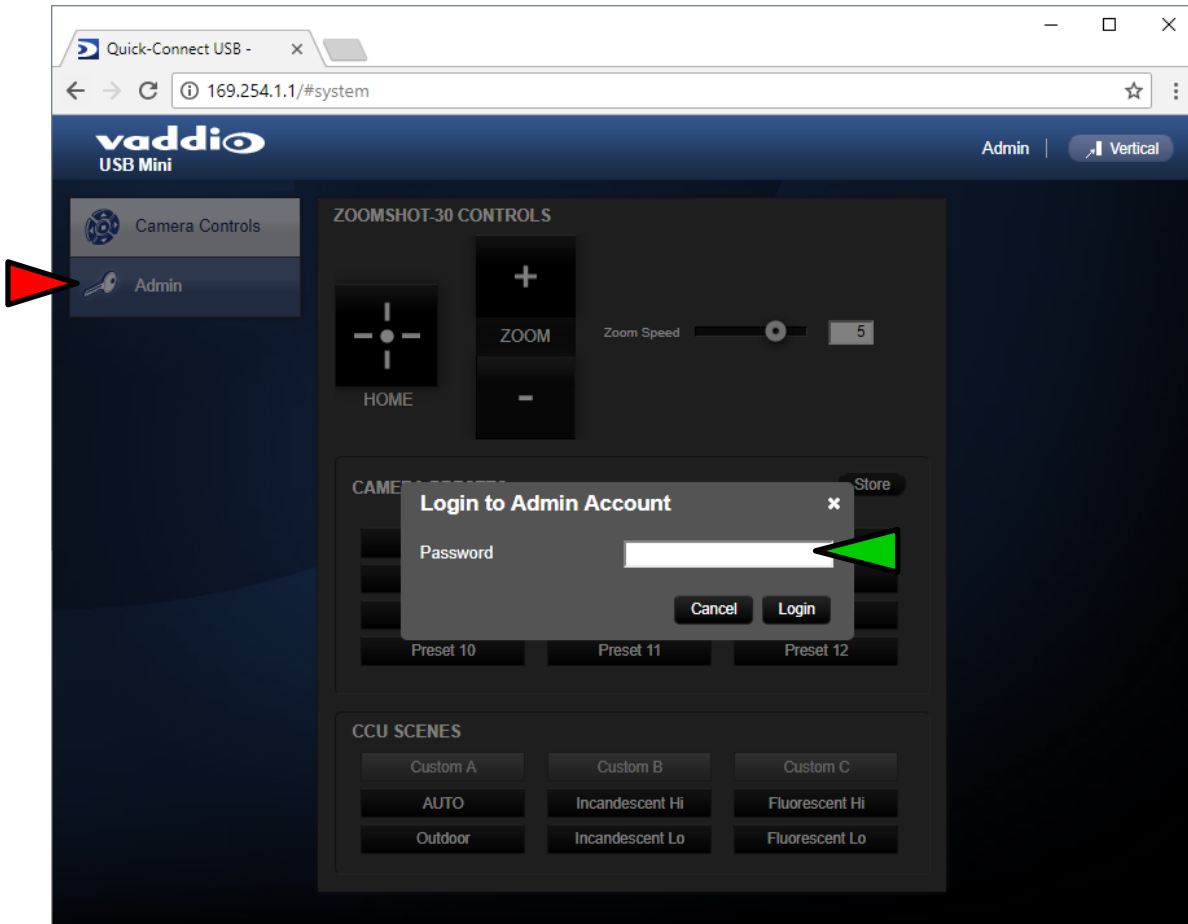 Quick-Connect USB -
169.254.1.1/#system
vaddio
USB Mini
Admin
Vertical
Camera Controls
Admin
ZOOMSHOT-30 CONTROLS
+
ZOOM
-
HOME
Zoom Speed
5
Store
Login to Admin Account
Password
Cancel
Login
Preset 10
Preset 11
Preset 12
CCU SCENES
Custom A
Custom B
Custom C
AUTO
Incandescent Hi
Fluorescent Hi
Outdoor
Incandescent Lo
Fluorescent Lo